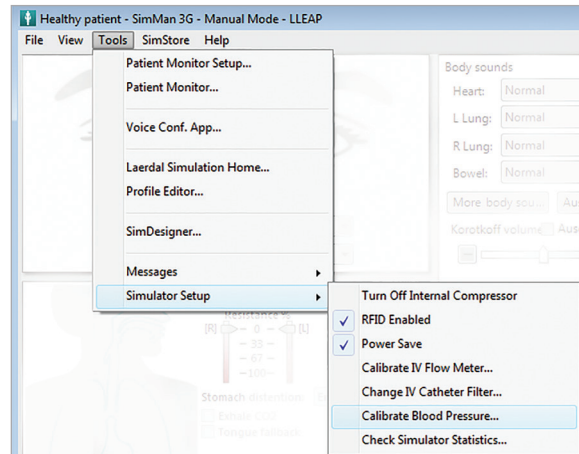 Healthy patient - SimMan 3G - Manual Mode - LLEAP
File View Tools SimStore Help
Patient Monitor Setup...
Patient Monitor...
Voice Conf. App...
Laerdal Simulation Home...
Profile Editor...
SimDesigner...
Messages
Simulator Setup
Body sounds
Heart: Normal
L Lung: Normal
R Lung: Normal
Bowel: Normal
More body sou... Aus
Korotkoff volume Aus
Turn Off Internal Compressor
RFID Enabled
Power Save
Calibrate IV Flow Meter...
Change IV Catheter Filter...
Calibrate Blood Pressure...
Check Simulator Statistics...
Resistance %
[R] 0 [L]
- 33 -
- 67 -
-100-
Stomach distention:
Exhale CO2
Tongue